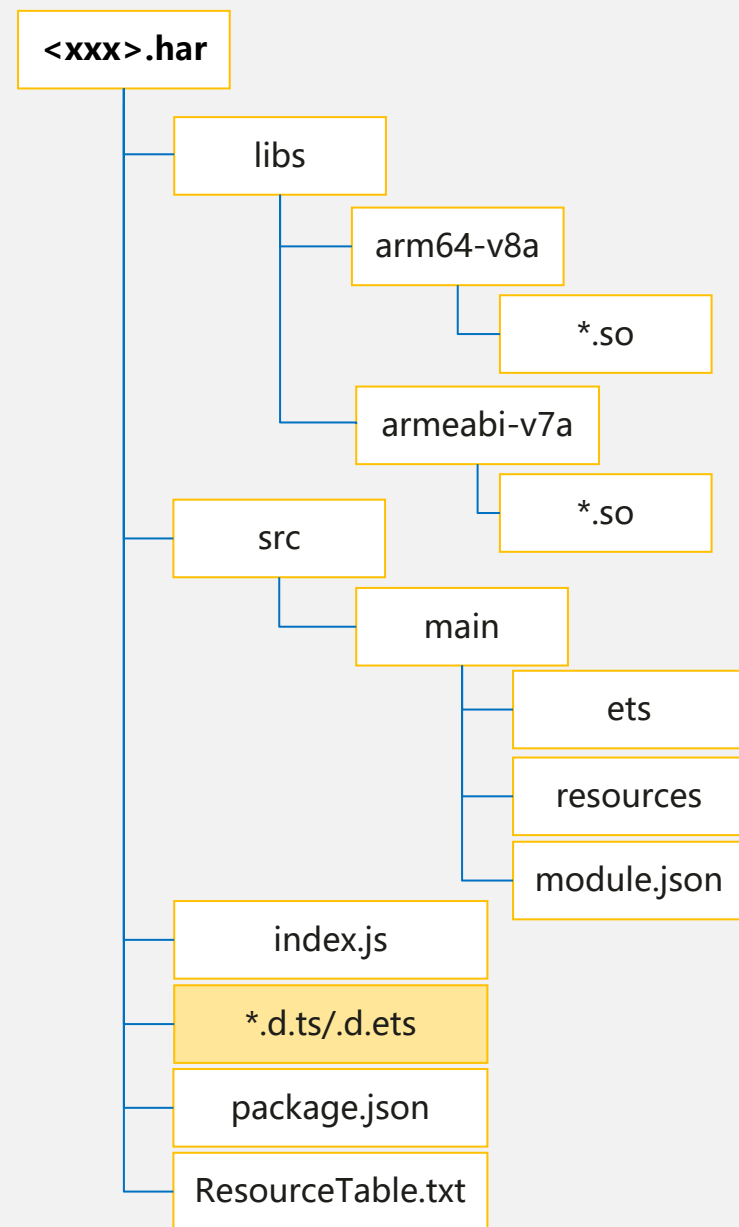 <xxx>.har
libs
arm64-v8a
*.so
armeabi-v7a
*.so
src
main
ets
resources
module.json
index.js
*.d.ts/.d.ets
package.json
ResourceTable.txt